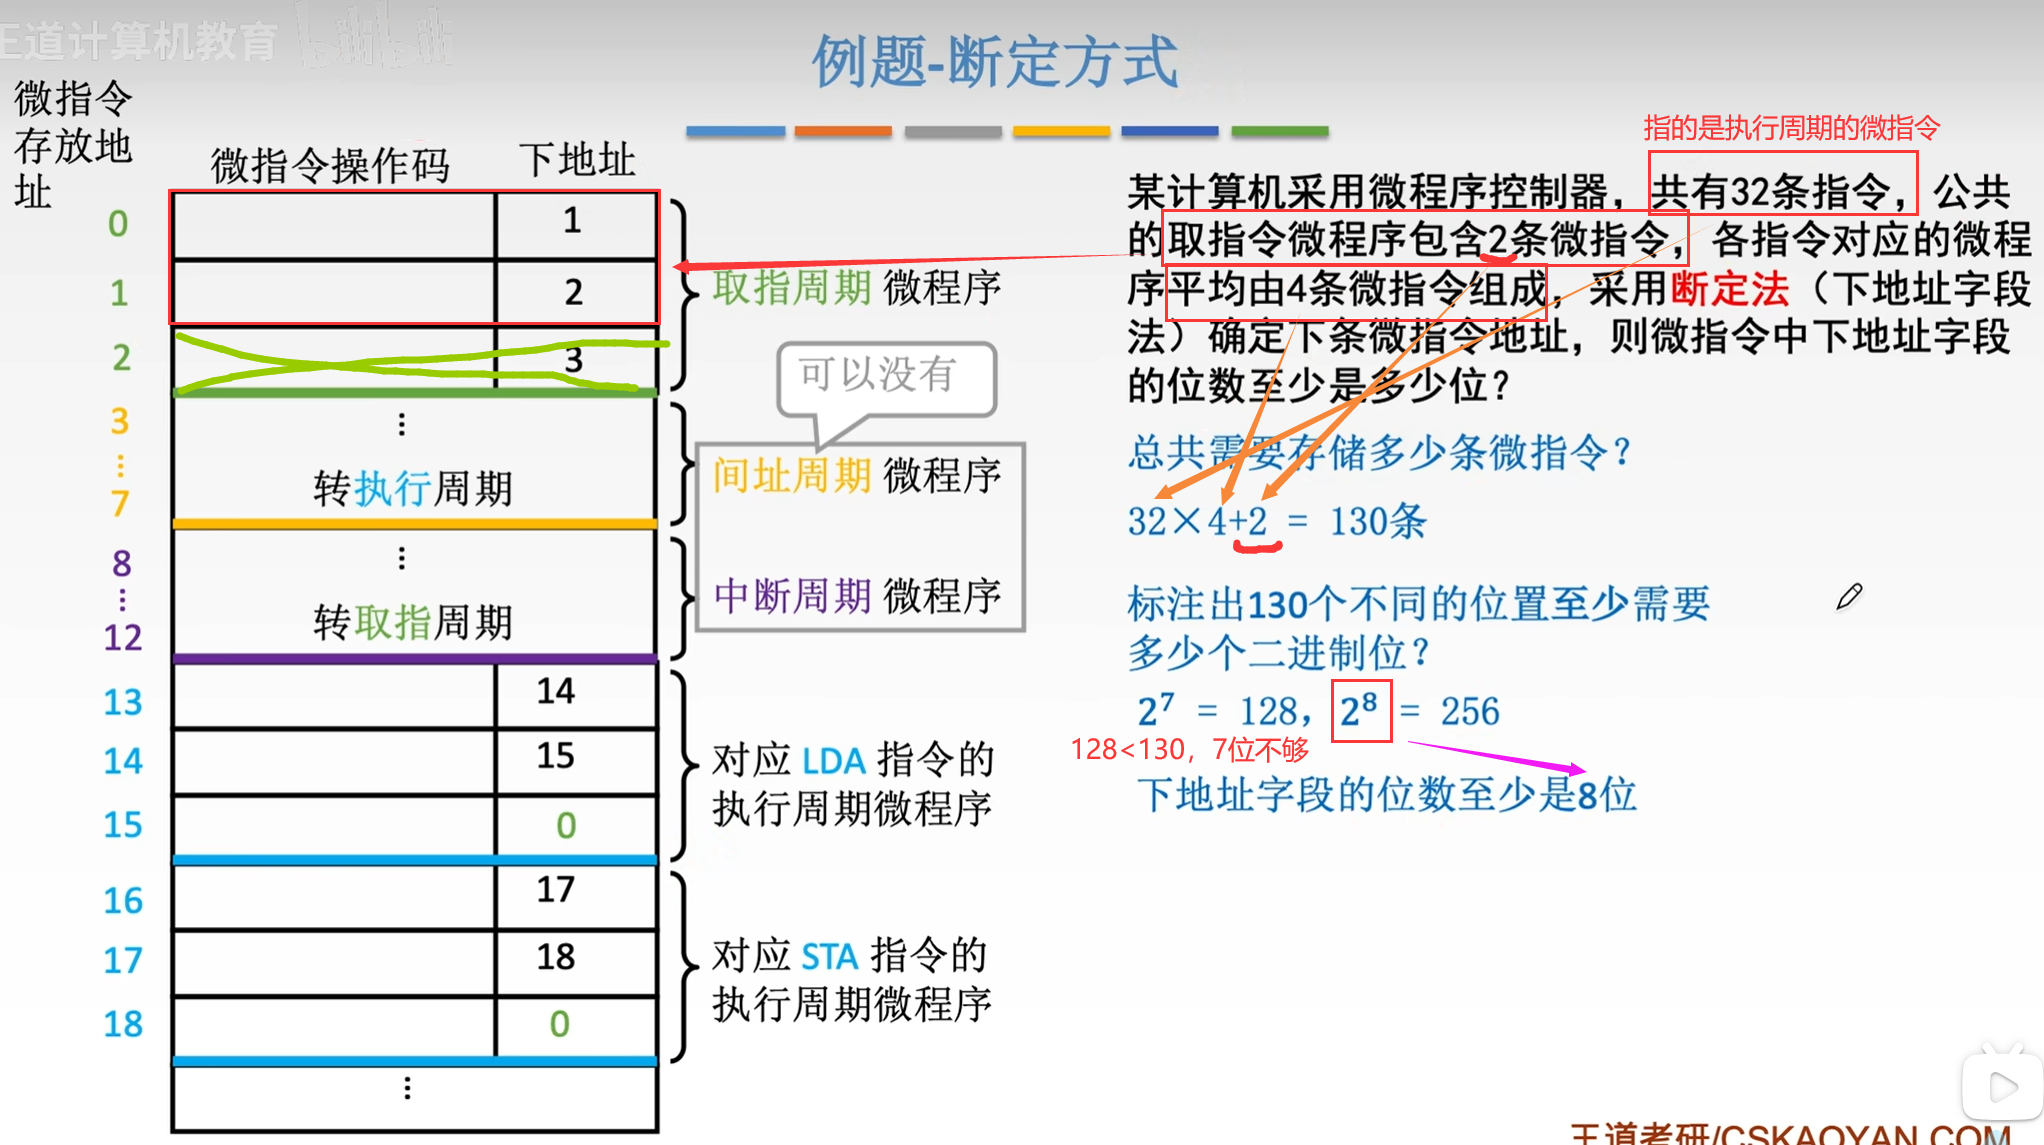 王道计算机教育 bilibili
例题-断定方式
微指令
存放地
址
微指令操作码 下地址
0 1
1 2
2 3
取指周期 微程序
3
⋮
7
⋮
转执行周期
可以没有
间址周期 微程序
8
⋮
12
⋮
转取指周期
中断周期 微程序
13 14
14 15
15 0
对应 LDA 指令的
执行周期微程序
16 17
17 18
18 0
对应 STA 指令的
执行周期微程序
⋮
指的是执行周期的微指令
某计算机采用微程序控制器，共有32条指令，公共
的取指令微程序包含2条微指令，各指令对应的微程
序平均由4条微指令组成，采用断定法（下地址字段
法）确定下条微指令地址，则微指令中下地址字段
的位数至少是多少位？
总共需要存储多少条微指令？
32×4+2 = 130条
标注出130个不同的位置至少需要
多少个二进制位？
2⁷ = 128，2⁸ = 256
128<130，7位不够
下地址字段的位数至少是8位
王道考研/CSKAOYAN.COM